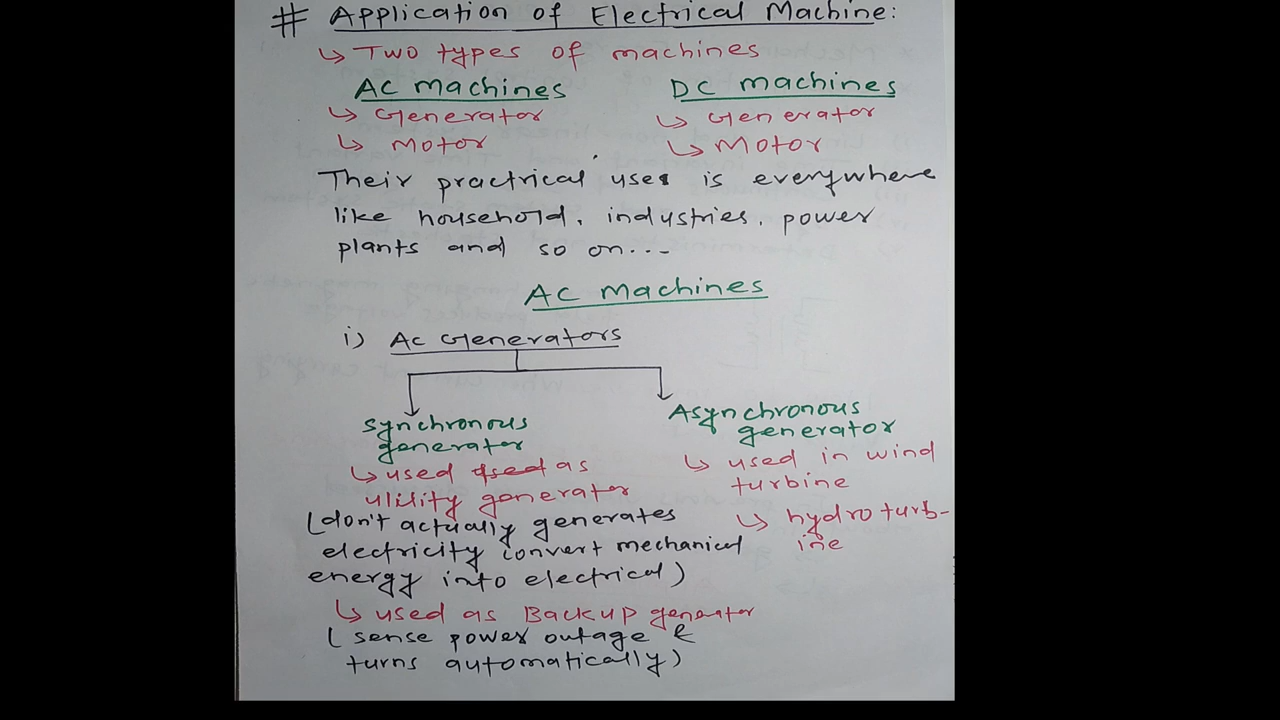 # Application of Electrical Machine:
↳ Two types of machines
AC Machines
↳ Generator
↳ Motor
DC Machines
↳ Generator
↳ Motor
Their practrical uses is everywhere
like household, industries, power
plants and so on...
AC Machines
i) AC Generators
Synchronous
generator
↳ used used as
ulility generator
(don't actually generates
electricity convert mechanical
energy into electrical)
↳ used as Backup generator
(sense power outage &
turns automatically)
Asynchronous
generator
↳ used in wind
turbine
↳ hydro turb-
ine